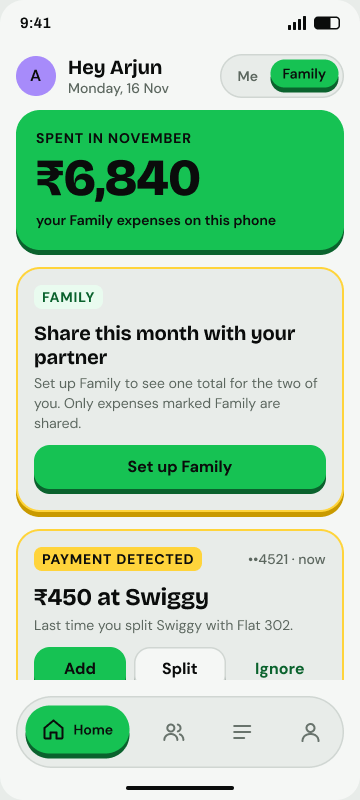 9:41
A
Hey Arjun
Monday, 16 Nov
Me
Family
SPENT IN NOVEMBER
₹6,840
your Family expenses on this phone
FAMILY
Share this month with your
partner
Set up Family to see one total for the two of
you. Only expenses marked Family are
shared.
Set up Family
PAYMENT DETECTED
••4521 · now
₹450 at Swiggy
Last time you split Swiggy with Flat 302.
Add
Split
Ignore
Home